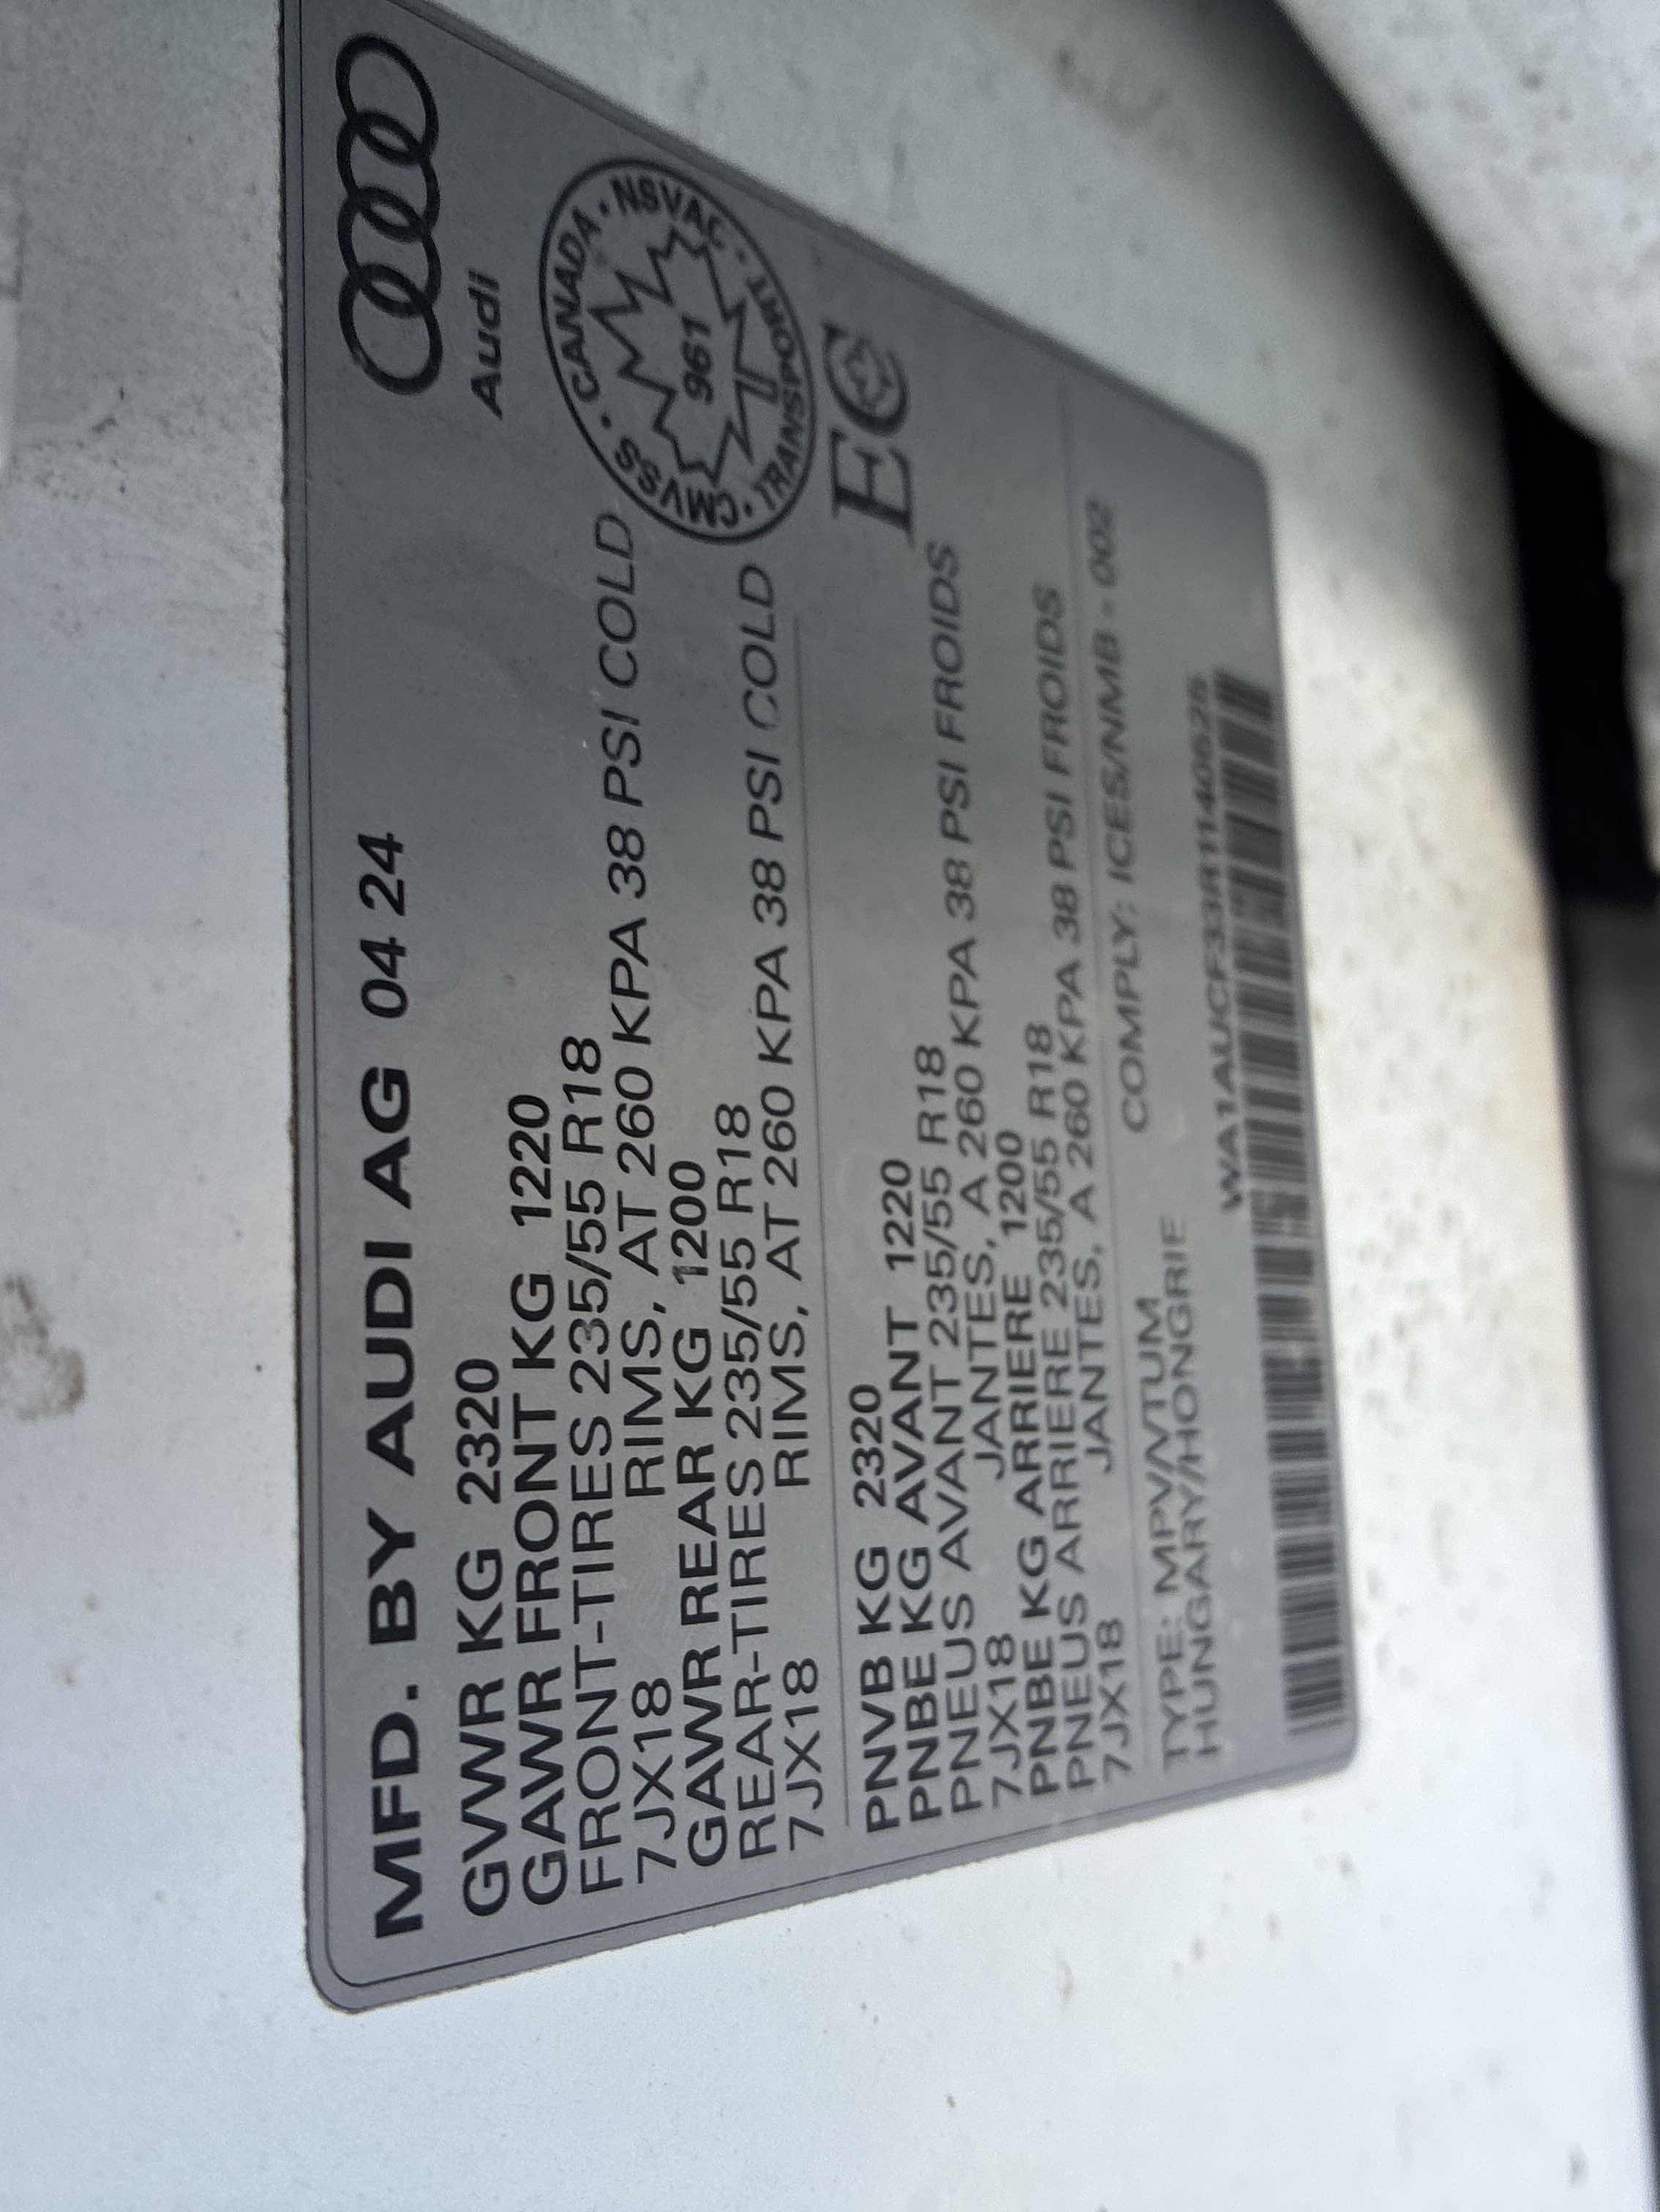 MFD. BY AUDI AG 04 24
Audi
GVWR KG 2320
GAWR FRONT KG 1220
FRONT-TIRES 235/55 R18
7JX18 RIMS, AT 260 KPA 38 PSI COLD
GAWR REAR KG 1200
REAR-TIRES 235/55 R18
7JX18 RIMS, AT 260 KPA 38 PSI COLD
CMVSS · CANADA · NSVAC · TRANSPORT ·
961
EC
PNVB KG 2320
PNBE KG AVANT 1220
PNEUS AVANT 235/55 R18
7JX18 JANTES, A 260 KPA 38 PSI FROIDS
PNBE KG ARRIERE 1200
PNEUS ARRIERE 235/55 R18
7JX18 JANTES, A 260 KPA 38 PSI FROIDS
TYPE: MPV/VTUM COMPLY: ICES/NMB - 002
HUNGARY/HONGRIE
WA1AUCF33R1140625